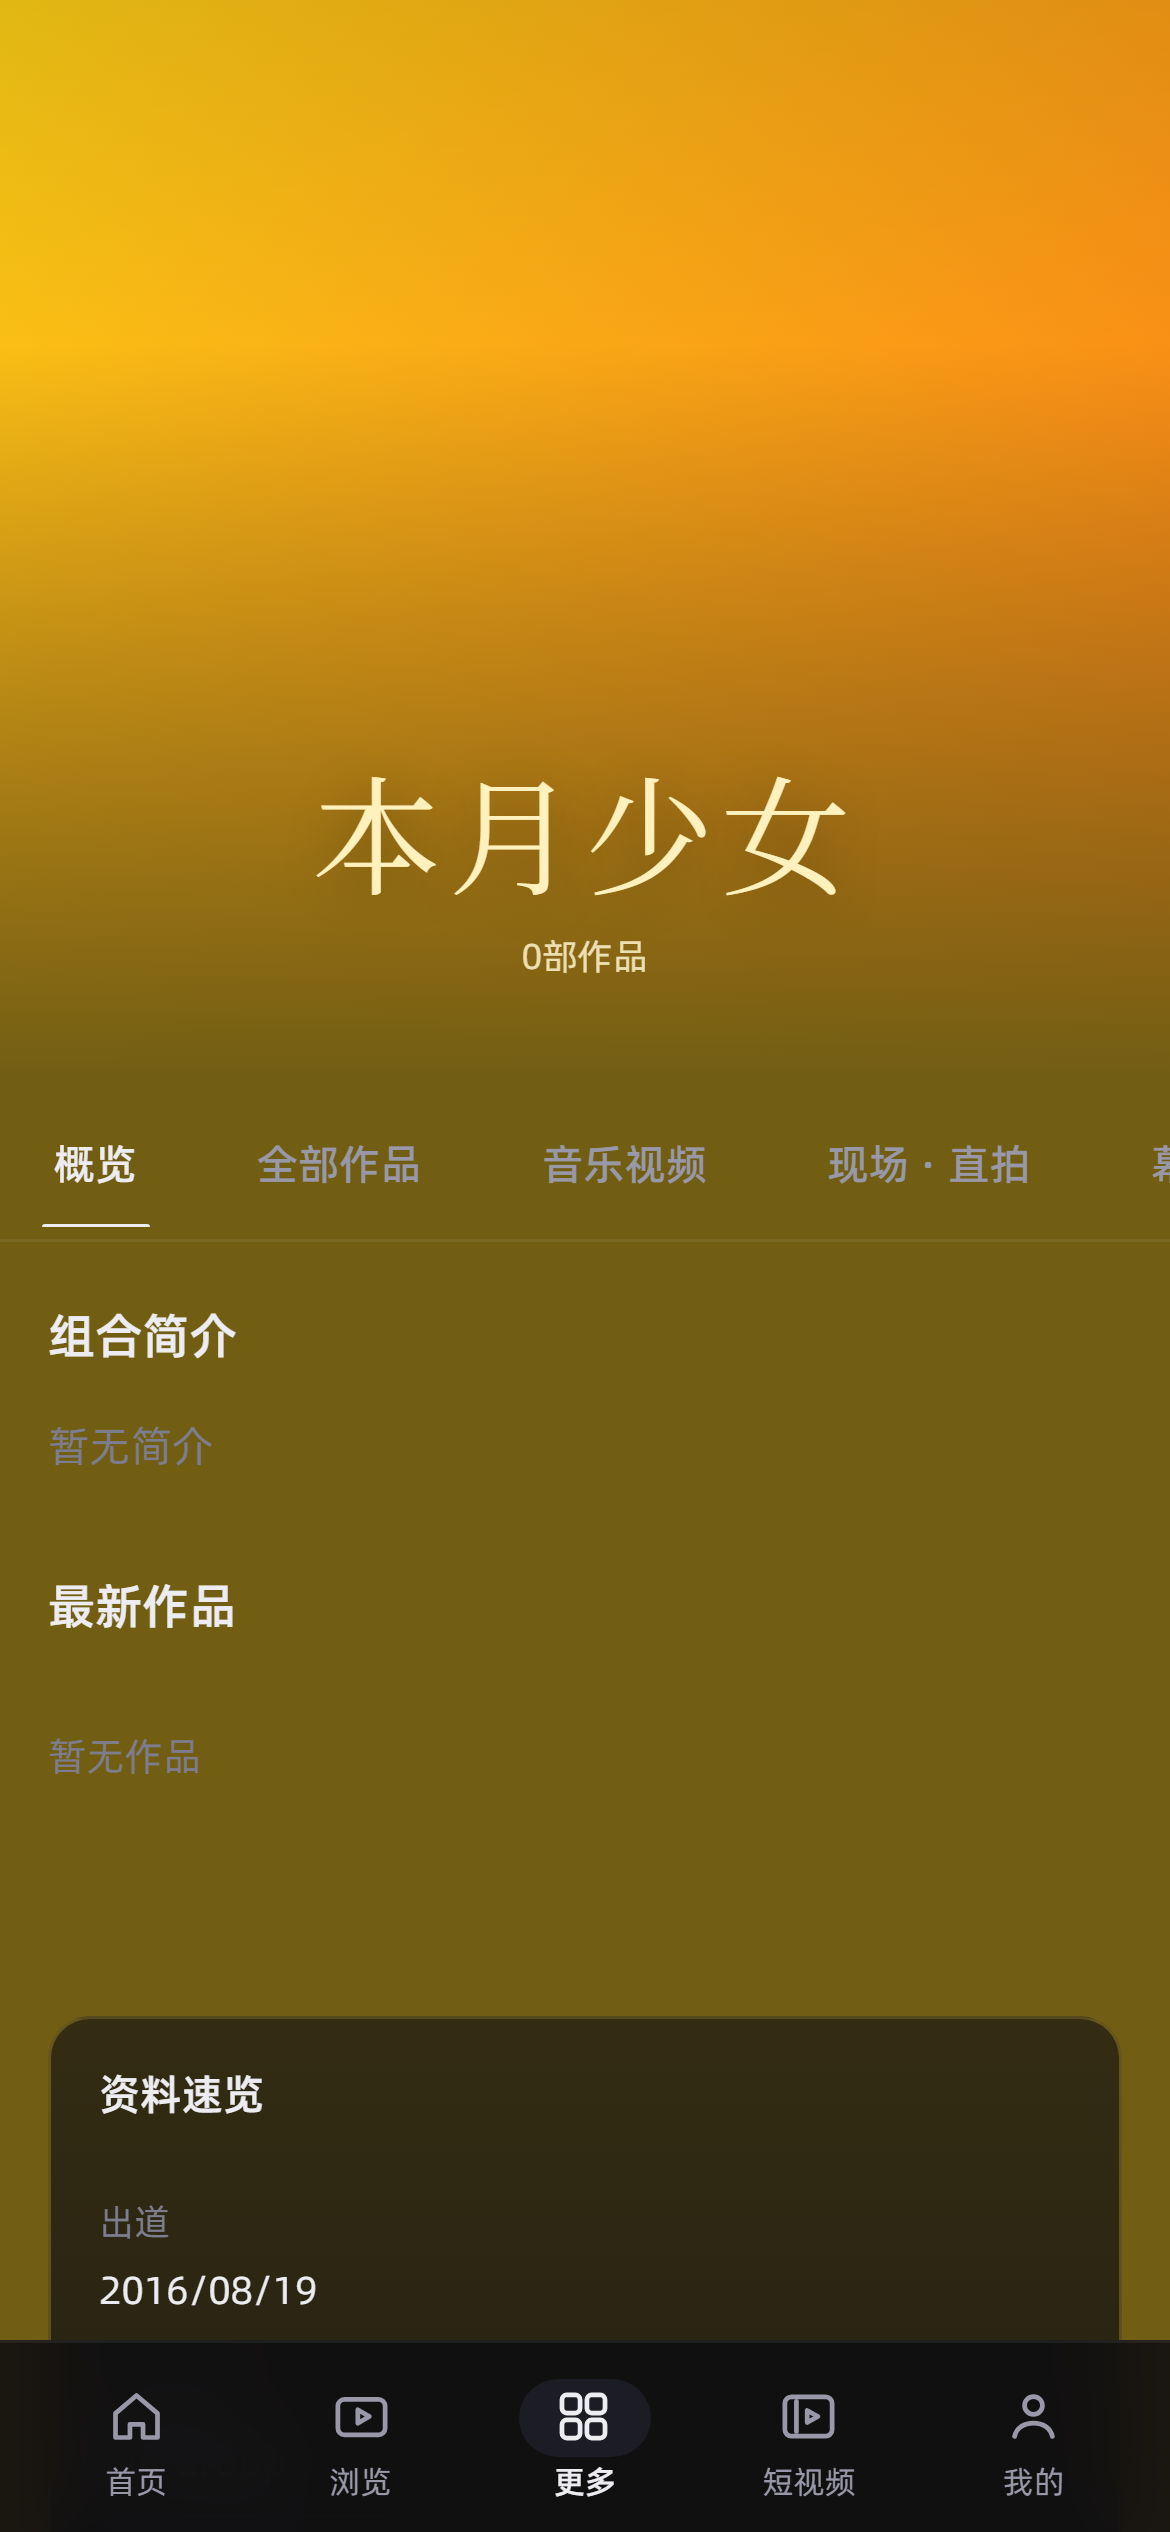 本月少女
0部作品
概览 全部作品 音乐视频 现场 · 直拍
组合简介
暂无简介
最新作品
暂无作品
资料速览
出道
2016/08/19
首页 浏览 更多 短视频 我的